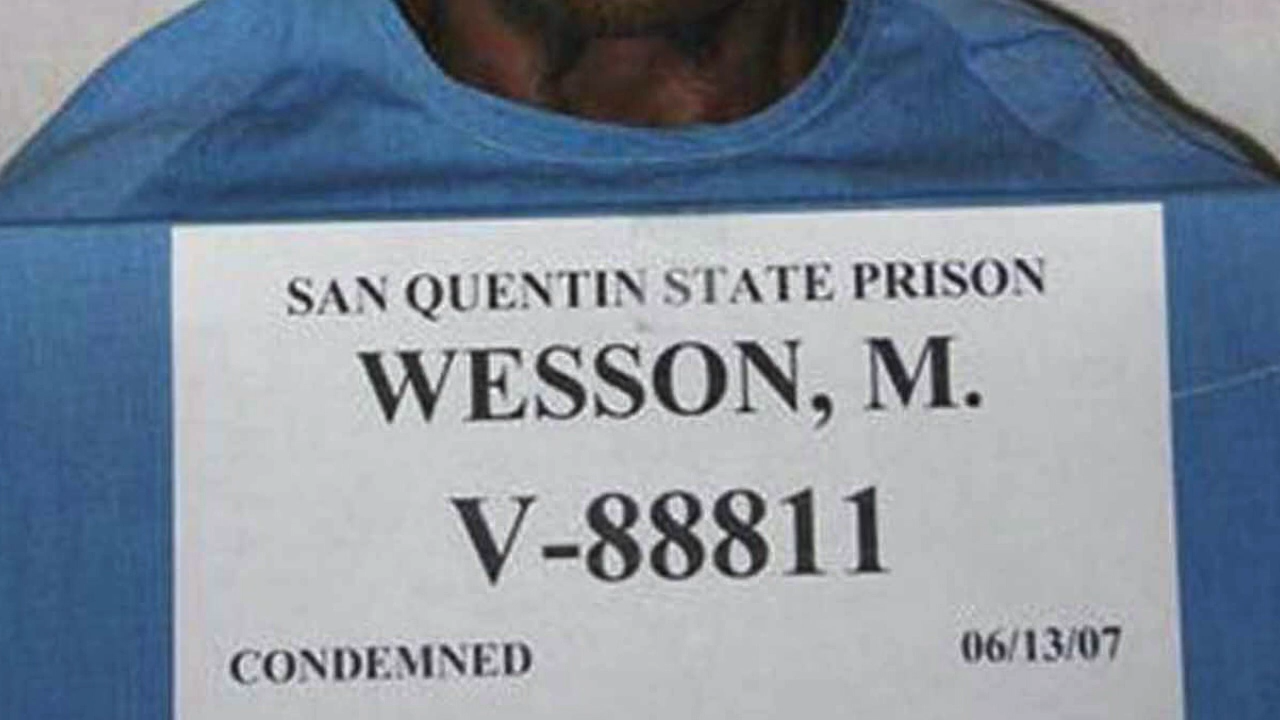 SAN QUENTIN STATE PRISON
WESSON, M.
V-88811
CONDEMNED 06/13/07